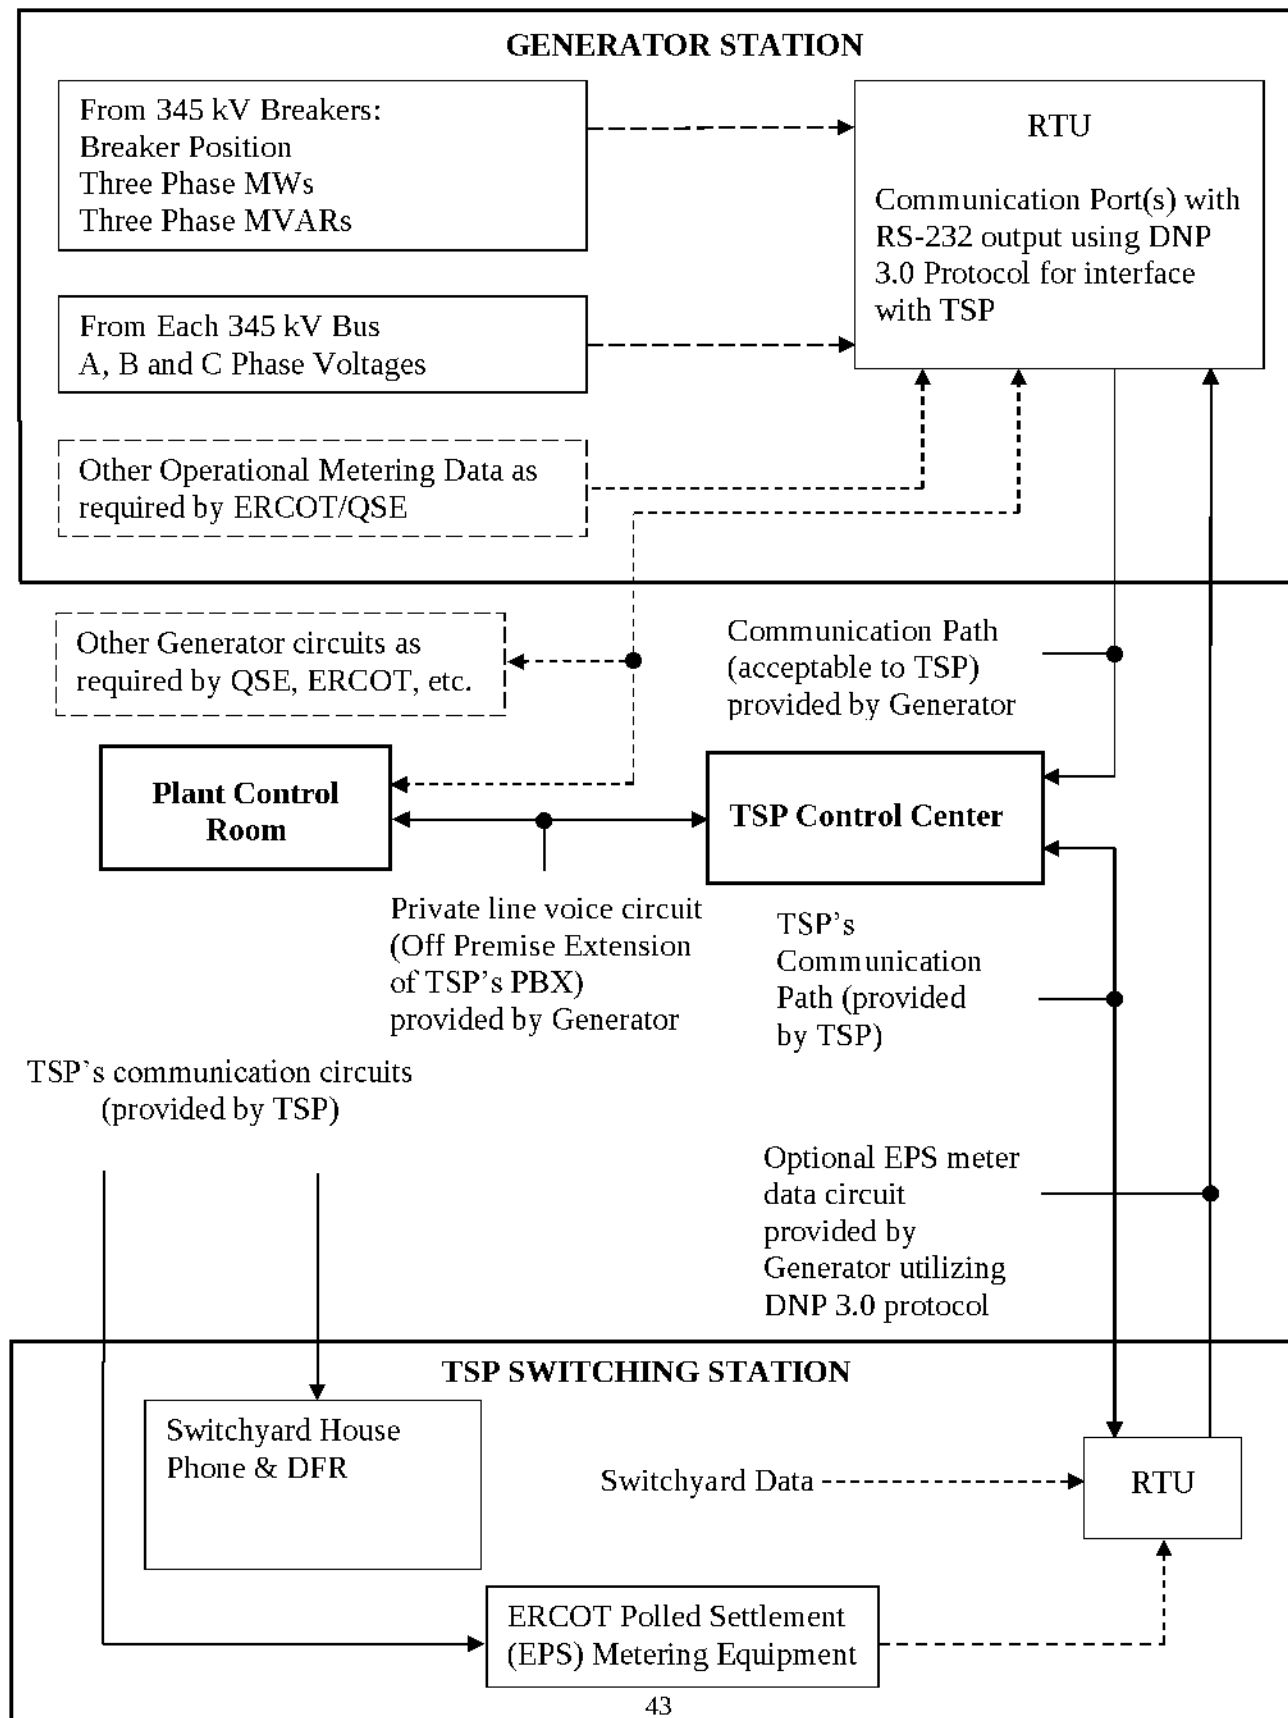 GENERATOR STATION
From 345 kV Breakers:
Breaker Position
Three Phase MWs
Three Phase MVARs
RTU
Communication Port(s) with
RS-232 output using DNP
3.0 Protocol for interface
with TSP
From Each 345 kV Bus
A, B and C Phase Voltages
Other Operational Metering Data as
required by ERCOT/QSE
Other Generator circuits as
required by QSE, ERCOT, etc.
Communication Path
(acceptable to TSP)
provided by Generator
Plant Control
Room
TSP Control Center
Private line voice circuit
(Off Premise Extension
of TSP’s PBX)
provided by Generator
TSP’s
Communication
Path (provided
by TSP)
TSP’s communication circuits
(provided by TSP)
Optional EPS meter
data circuit
provided by
Generator utilizing
DNP 3.0 protocol
TSP SWITCHING STATION
Switchyard House
Phone & DFR
Switchyard Data
RTU
ERCOT Polled Settlement
(EPS) Metering Equipment
43